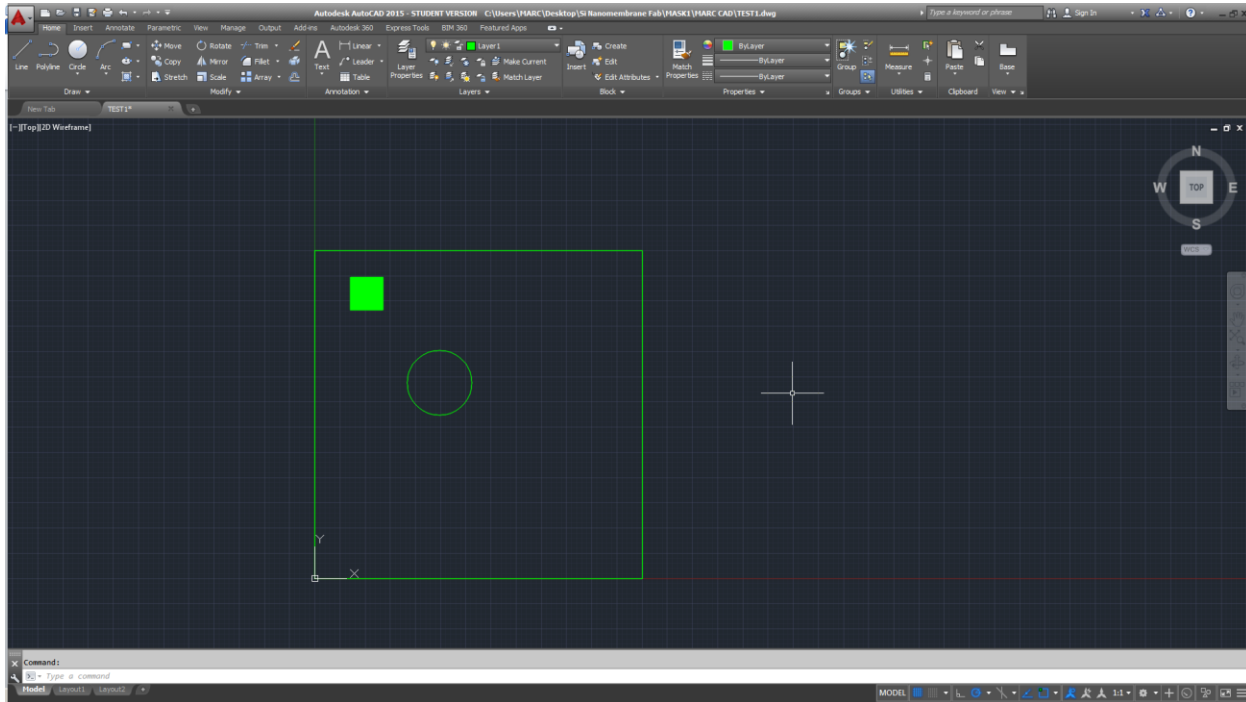 Autodesk AutoCAD 2015 - STUDENT VERSION C:\Users\MARC\Desktop\Si Nanomembrane Fab\MASK1\MARC CAD\TEST1.dwg
Type a keyword or phrase
Sign In
Home Insert Annotate Parametric View Manage Output Add-ins Autodesk 360 Express Tools BIM 360 Featured Apps
Move Rotate Trim Linear Layer1 Create ByLayer
Copy Mirror Fillet Leader Make Current Edit ByLayer
Stretch Scale Array Table Match Layer Edit Attributes ByLayer
Line Polyline Circle Arc Text Layer Properties Insert Match Properties Group Measure Paste Base
Draw Modify Annotation Layers Block Properties Groups Utilities Clipboard View
New Tab TEST1*
[-][Top][2D Wireframe]
N
W TOP E
S
WCS
Y
X
Command:
Type a command
Model Layout1 Layout2
MODEL 1:1